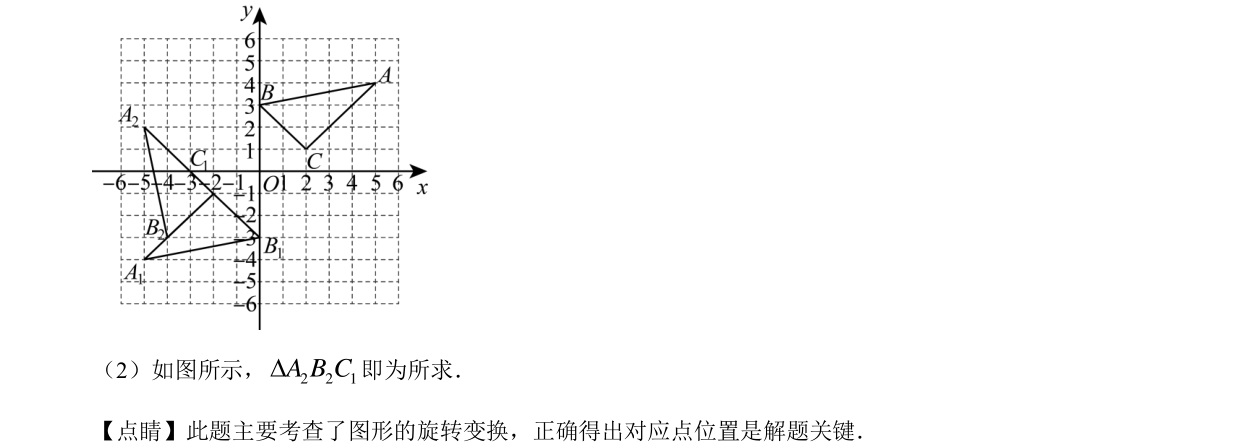 y
6
5
4 A
B
3
A₂
2
1
C₁ C
−6−5−4−3−2−1 O 1 2 3 4 5 6 x
−1
−2
B₂
−3 B₁
−4
A₁
−5
−6
（2）如图所示，ΔA₂B₂C₁即为所求．
【点睛】此题主要考查了图形的旋转变换，正确得出对应点位置是解题关键．